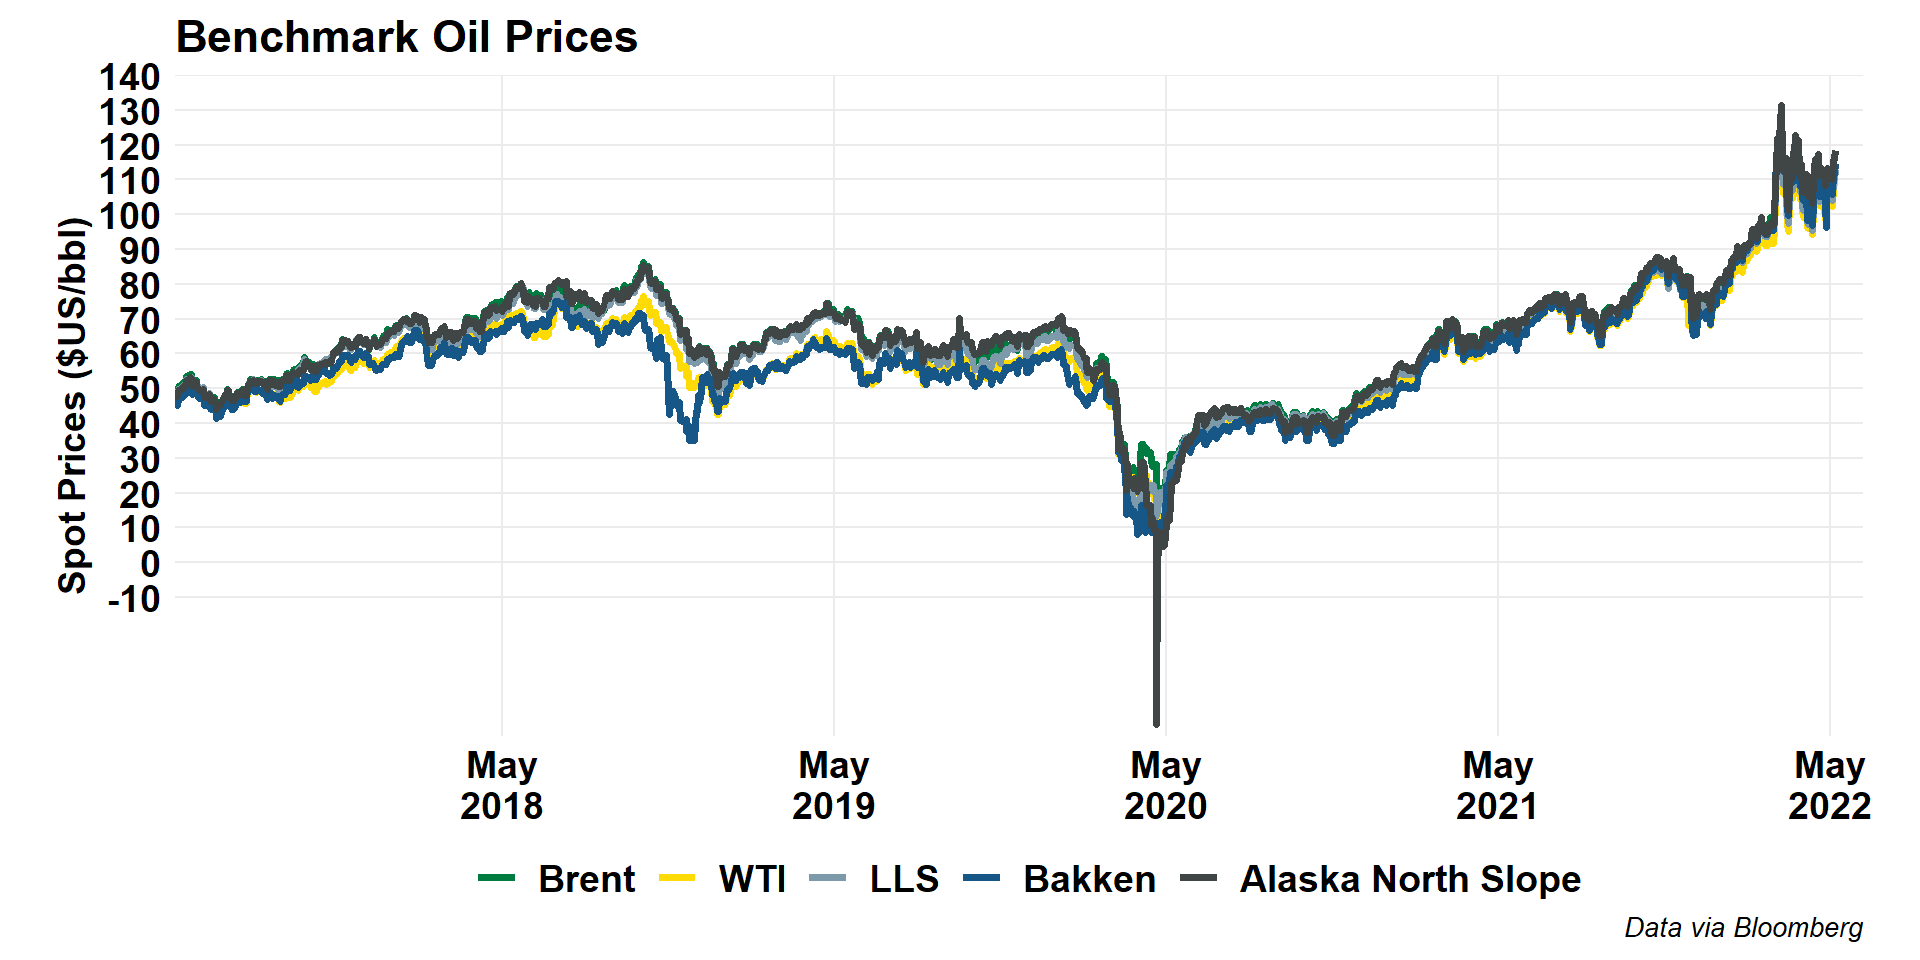 Benchmark Oil Prices
Spot Prices ($US/bbl)
140
130
120
110
100
90
80
70
60
50
40
30
20
10
0
-10
May
2018
May
2019
May
2020
May
2021
May
2022
Brent WTI LLS Bakken Alaska North Slope
Data via Bloomberg